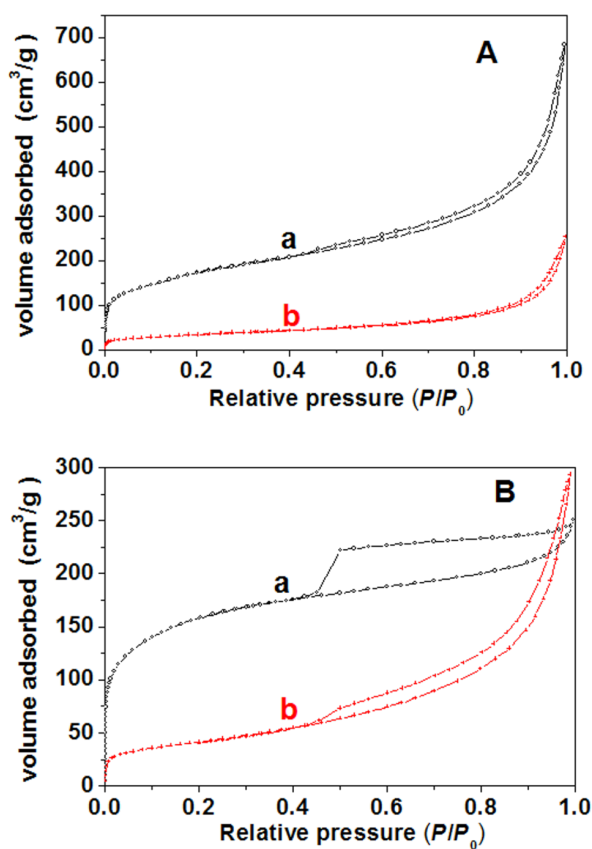 A
volume adsorbed (cm³/g)
700
600
500
400
300
200
100
0
a
b
0.0 0.2 0.4 0.6 0.8 1.0
Relative pressure (P/P₀)
B
volume adsorbed (cm³/g)
300
250
200
150
100
50
0
a
b
0.0 0.2 0.4 0.6 0.8 1.0
Relative pressure (P/P₀)